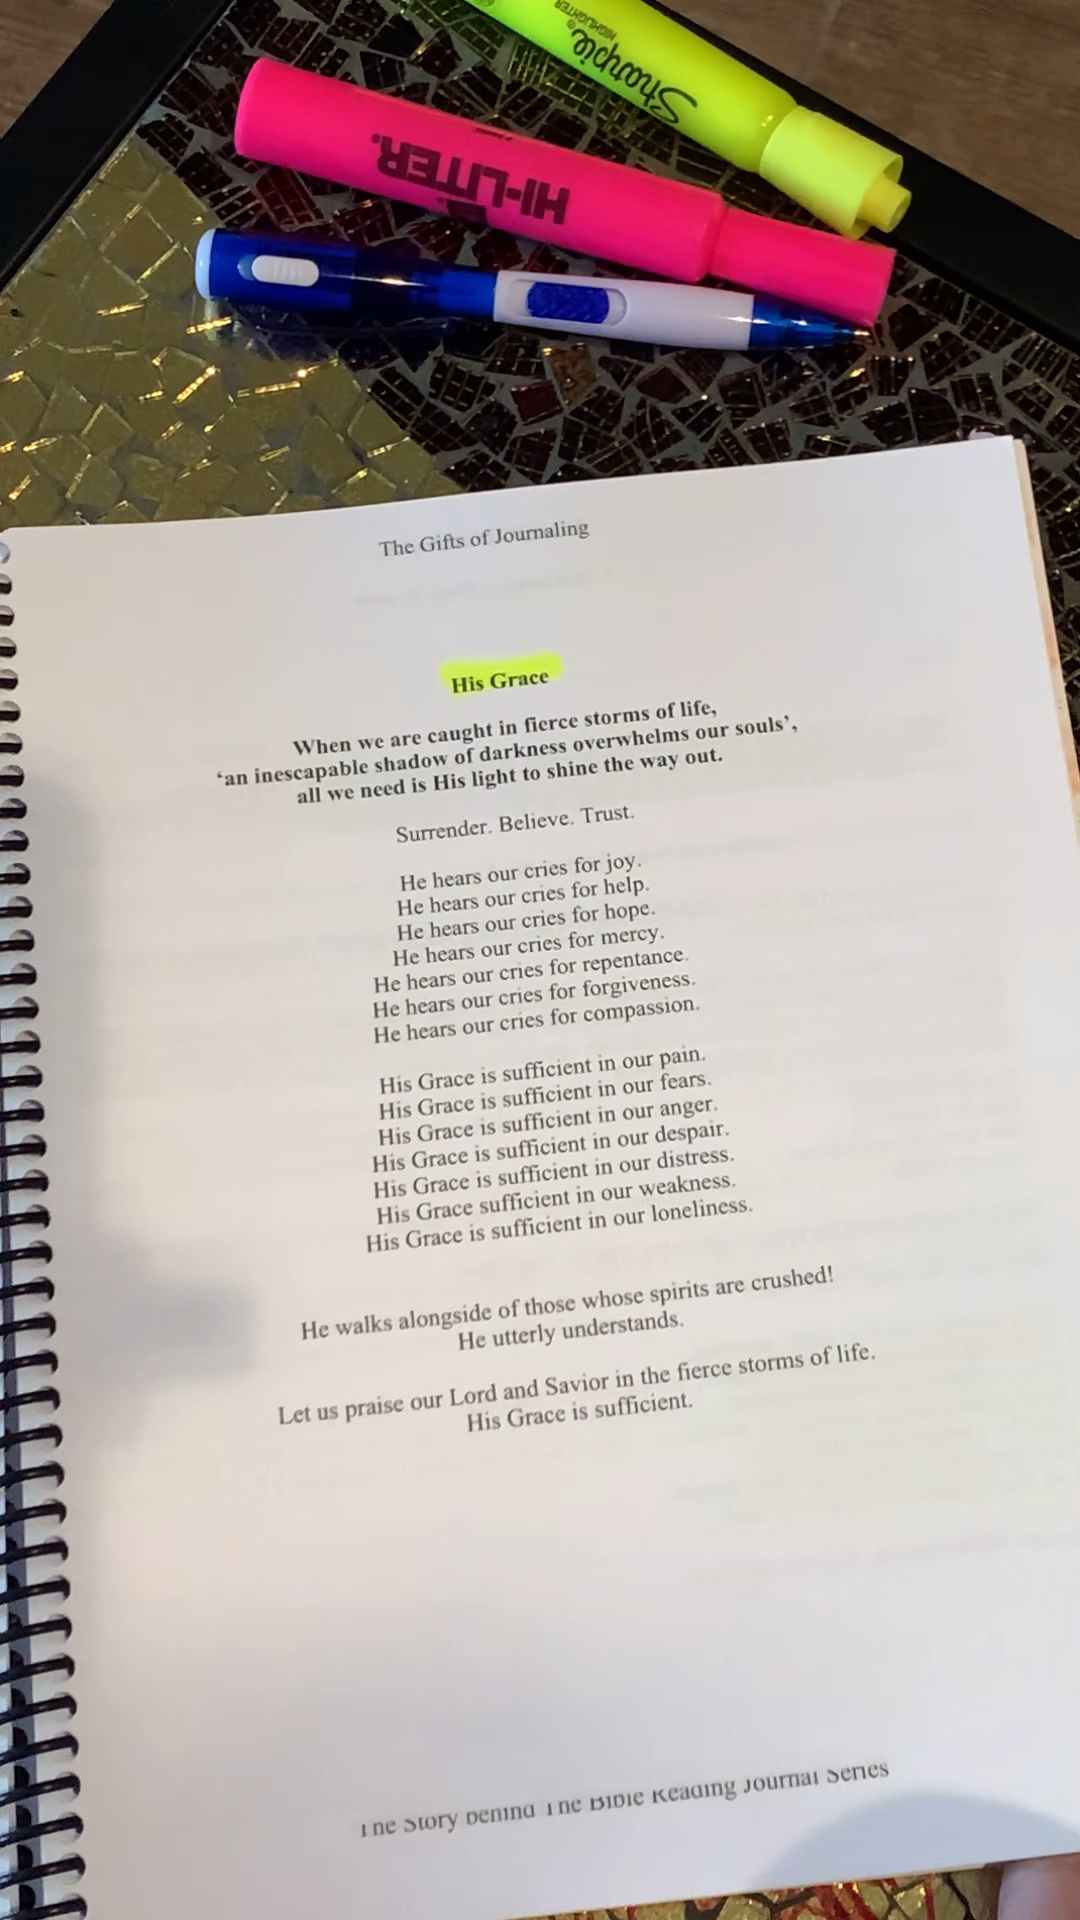 Sharpie®
HIGHLIGHTER
HI-LITER®
The Gifts of Journaling
His Grace
When we are caught in fierce storms of life,
‘an inescapable shadow of darkness overwhelms our souls’,
all we need is His light to shine the way out.
Surrender. Believe. Trust.
He hears our cries for joy.
He hears our cries for help.
He hears our cries for hope.
He hears our cries for mercy.
He hears our cries for repentance.
He hears our cries for forgiveness.
He hears our cries for compassion.
His Grace is sufficient in our pain.
His Grace is sufficient in our fears.
His Grace is sufficient in our anger.
His Grace is sufficient in our despair.
His Grace is sufficient in our distress.
His Grace sufficient in our weakness.
His Grace is sufficient in our loneliness.
He walks alongside of those whose spirits are crushed!
He utterly understands.
Let us praise our Lord and Savior in the fierce storms of life.
His Grace is sufficient.
The Story behind The Bible Reading Journal Series